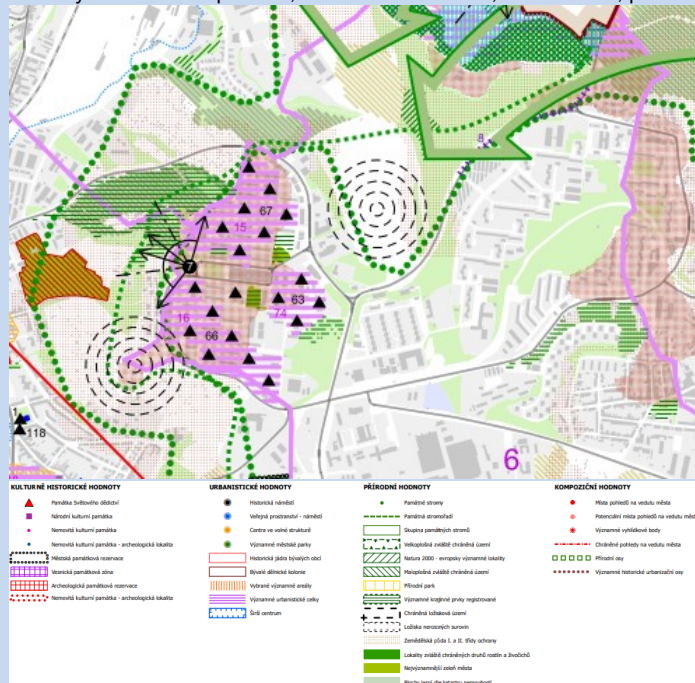 8
67
15
7
63
74
16
66
118
6
KULTURNĚ HISTORICKÉ HODNOTY
Památka Světového dědictví
Národní kulturní památka
Nemovitá kulturní památka
Nemovitá kulturní památka - archeologická lokalita
Městská památková rezervace
Vesnická památková zóna
Archeologická památková rezervace
Nemovitá kulturní památka - archeologická lokalita
URBANISTICKÉ HODNOTY
Historická náměstí
Veřejná prostranství - náměstí
Centra ve volné struktuře
Významné městské parky
Historická jádra bývalých obcí
Bývalé dělnické kolonie
Vybrané významné areály
Významné urbanistické celky
Širší centrum
PŘÍRODNÍ HODNOTY
Památné stromy
Památné stromořadí
Skupina památných stromů
Velkoplošná zvláště chráněná území
Natura 2000 - evropsky významné lokality
Maloplošná zvláště chráněná území
Přírodní park
Významné krajinné prvky registrované
Chráněná ložisková území
Ložiska nerostných surovin
Zemědělská půda I. a II. třídy ochrany
Lokality zvláště chráněných druhů rostlin a živočichů
Nejvýznamnější zeleň města
KOMPOZIČNÍ HODNOTY
Místa pohledů na vedutu města
Potenciální místa pohledů na vedutu měst
Významné vyhlídkové body
Chráněné pohledy na vedutu města
Přírodní osy
Významné historické urbanizační osy